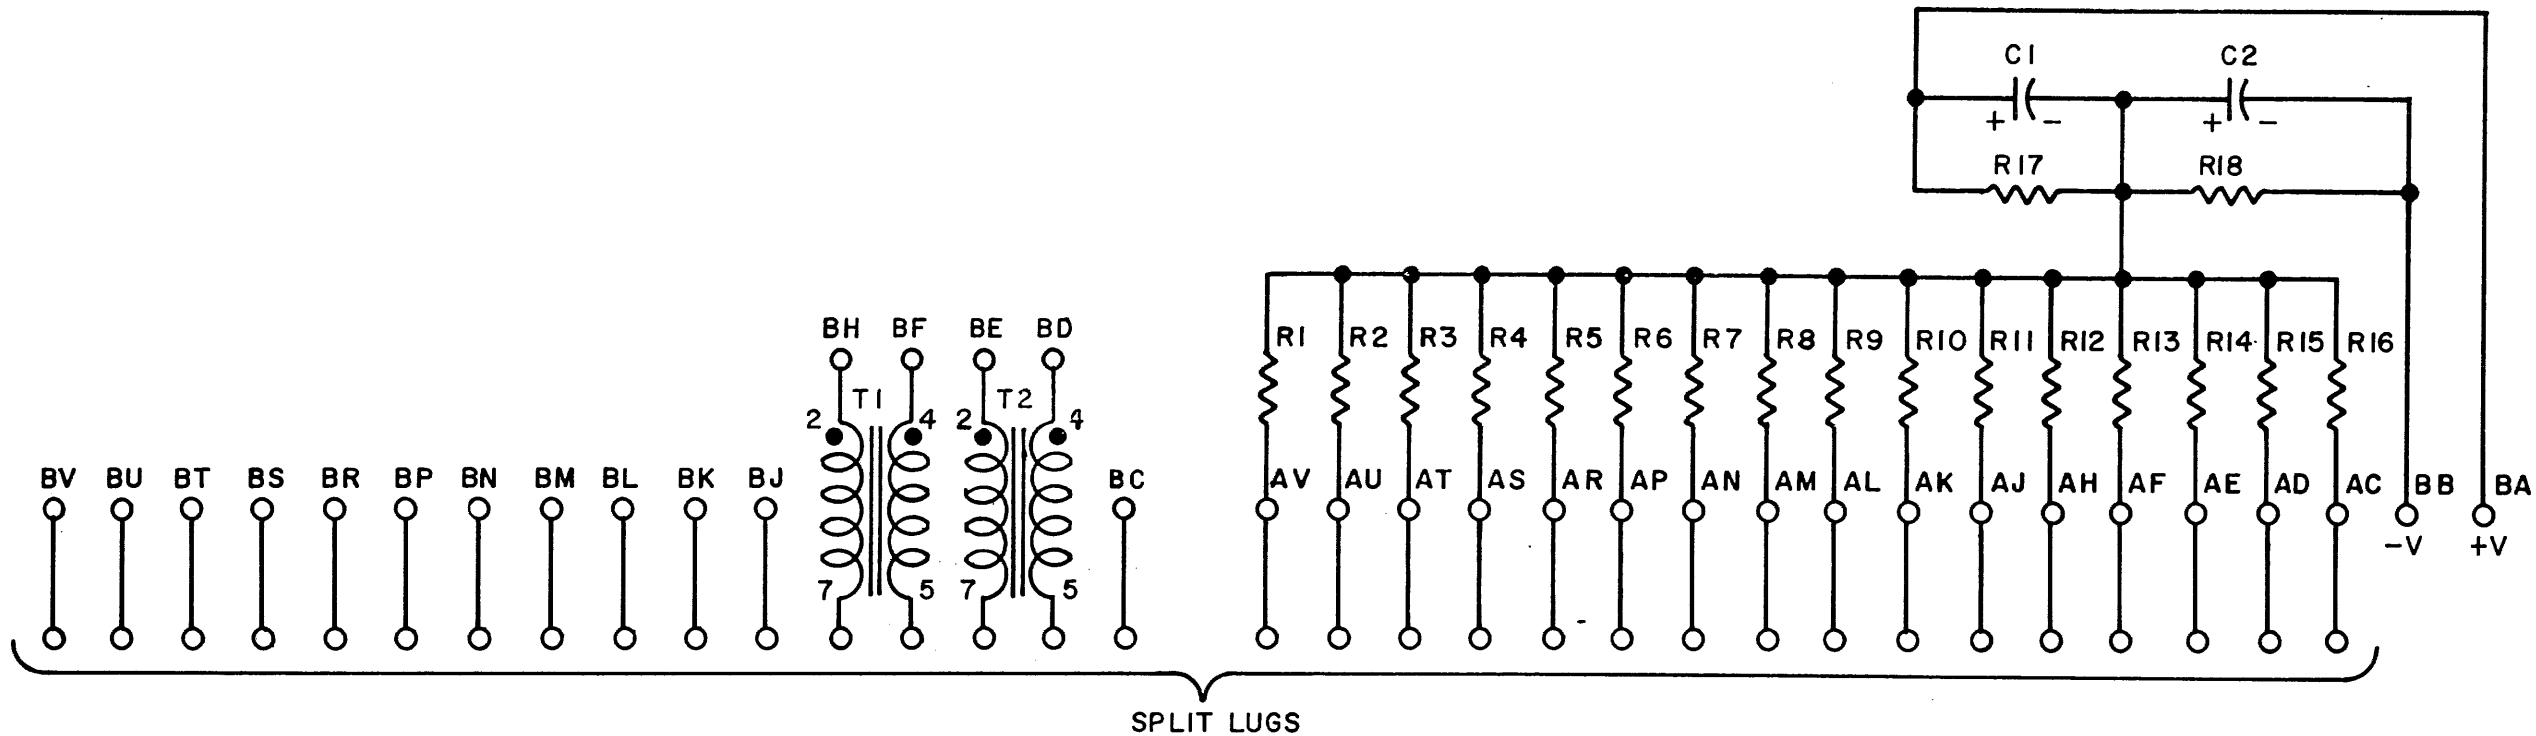 C1 C2
+ - + -
R17 R18
BH BF BE BD
R1 R2 R3 R4 R5 R6 R7 R8 R9 R10 R11 R12 R13 R14 R15 R16
T1 T2
2 4 2 4
BV BU BT BS BR BP BN BM BL BK BJ BC AV AU AT AS AR AP AN AM AL AK AJ AH AF AE AD AC BB BA
-V +V
7 5 7 5
SPLIT LUGS